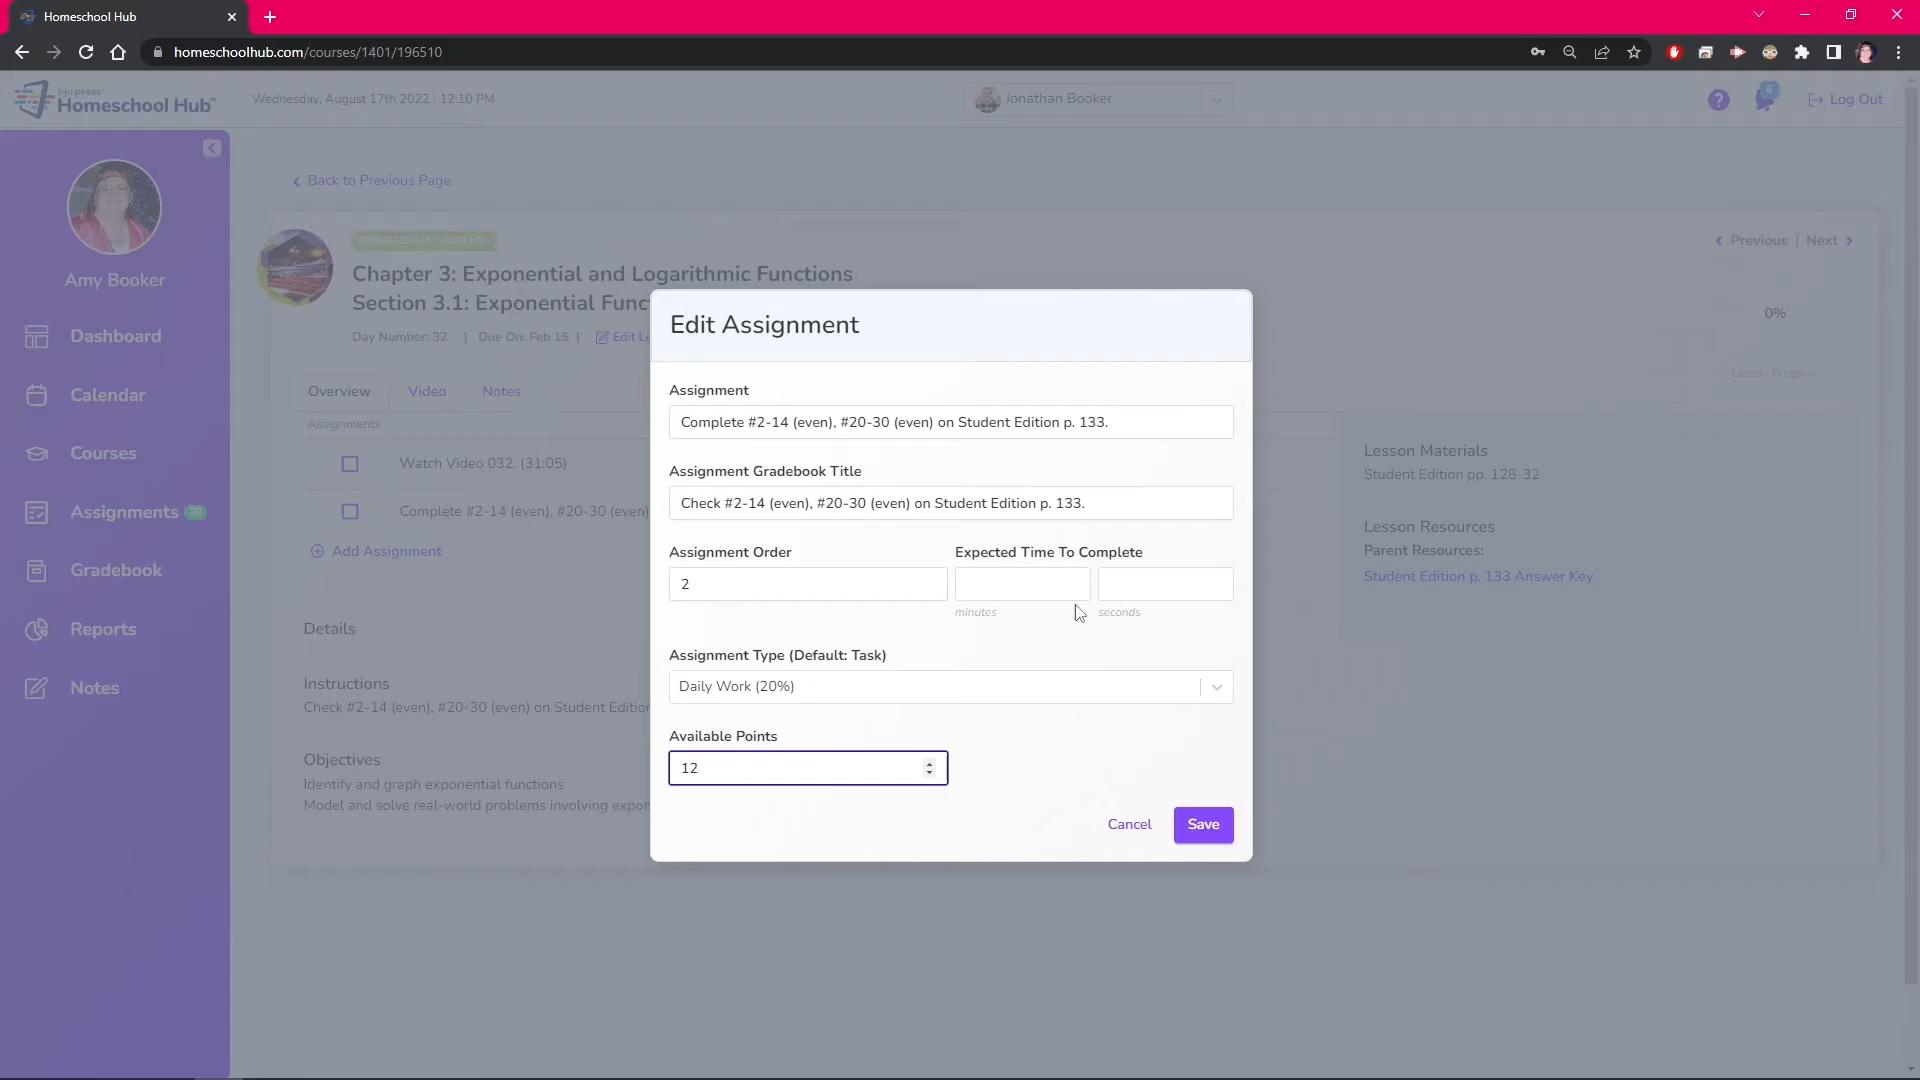 Homeschool Hub
homeschoolhub.com/courses/1401/196510
bju press
Homeschool Hub
Wednesday, August 17th 2022 | 12:10 PM
Jonathan Booker
6
Log Out
Amy Booker
Dashboard
Calendar
Courses
Assignments 30
Gradebook
Reports
Notes
Back to Previous Page
Previous | Next
Chapter 3: Exponential and Logarithmic Functions
Section 3.1: Exponential Func
Day Number: 32 | Due On: Feb 15 | Edit Le
0%
Lesson
Overview Video Notes
Assignments
Watch Video 032. (31:05)
Complete #2-14 (even), #20-30 (even)
Add Assignment
Details
Instructions
Check #2-14 (even), #20-30 (even) on Student Edition
Objectives
Identify and graph exponential functions
Model and solve real-world problems involving expon
Lesson Materials
Student Edition pp. 128-32
Lesson Resources
Parent Resources:
Student Edition p. 133 Answer Key
Edit Assignment
Assignment
Complete #2-14 (even), #20-30 (even) on Student Edition p. 133.
Assignment Gradebook Title
Check #2-14 (even), #20-30 (even) on Student Edition p. 133.
Assignment Order Expected Time To Complete
2
minutes seconds
Assignment Type (Default: Task)
Daily Work (20%)
Available Points
12
Cancel Save